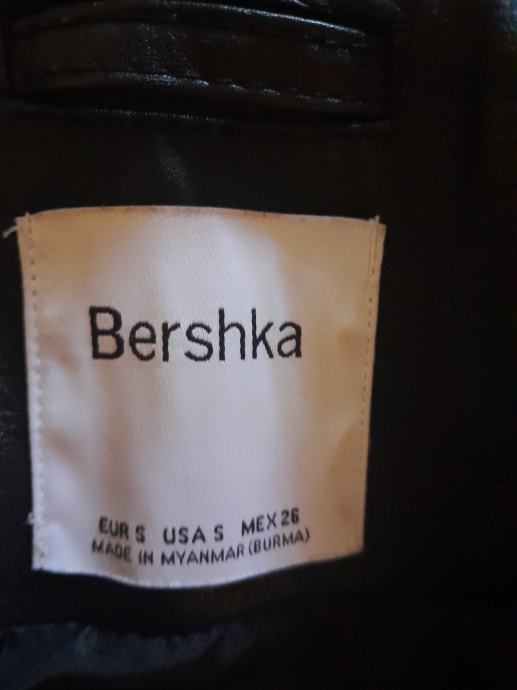 Bershka
EUR S USA S MEX 26
MADE IN MYANMAR (BURMA)